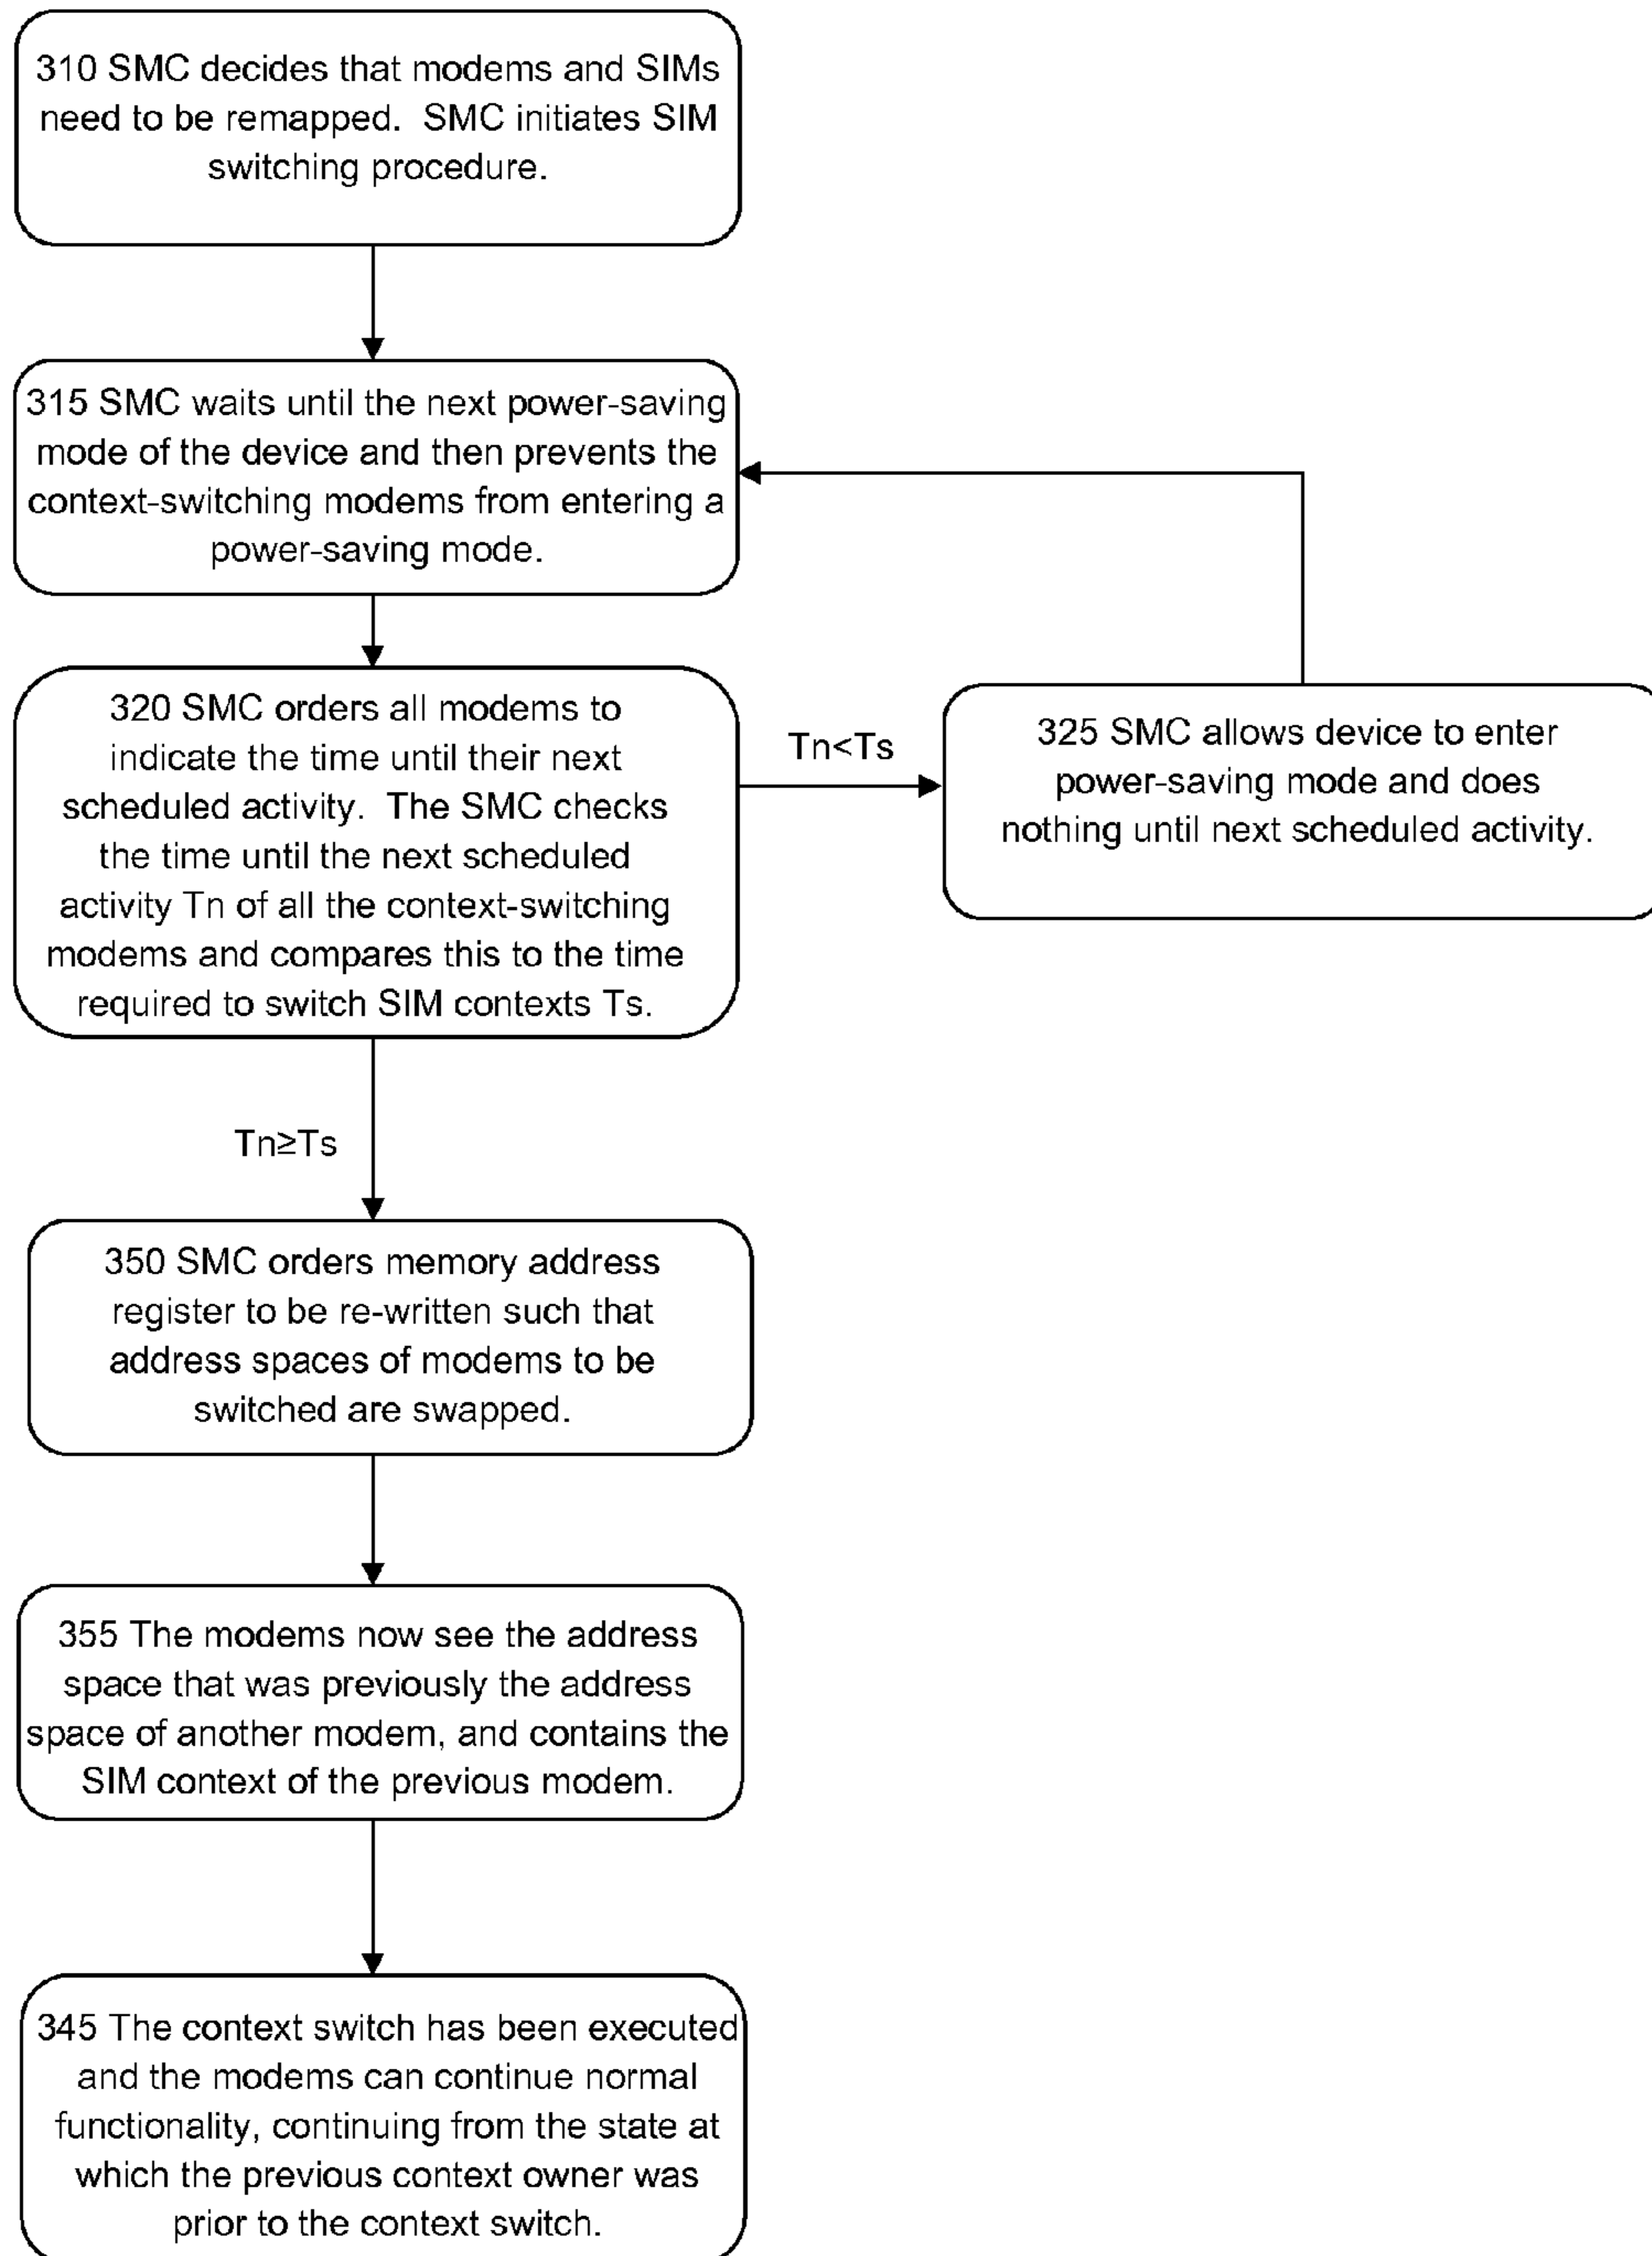 310 SMC decides that modems and SIMs
need to be remapped. SMC initiates SIM
switching procedure.
315 SMC waits until the next power-saving
mode of the device and then prevents the
context-switching modems from entering a
power-saving mode.
320 SMC orders all modems to
indicate the time until their next
scheduled activity. The SMC checks
the time until the next scheduled
activity Tn of all the context-switching
modems and compares this to the time
required to switch SIM contexts Ts.
Tn<Ts
325 SMC allows device to enter
power-saving mode and does
nothing until next scheduled activity.
Tn≥Ts
350 SMC orders memory address
register to be re-written such that
address spaces of modems to be
switched are swapped.
355 The modems now see the address
space that was previously the address
space of another modem, and contains the
SIM context of the previous modem.
345 The context switch has been executed
and the modems can continue normal
functionality, continuing from the state at
which the previous context owner was
prior to the context switch.